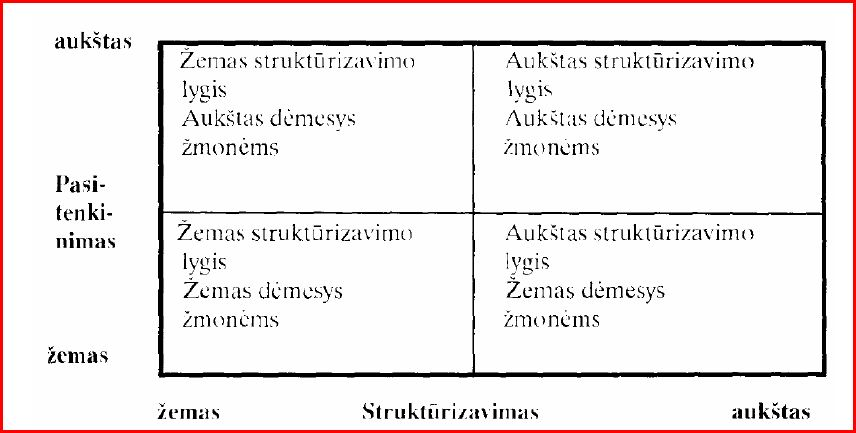 aukštas
Žemas struktūrizavimo
lygis
Aukštas dėmesys
žmonėms
Aukštas struktūrizavimo
lygis
Aukštas dėmesys
žmonėms
Pasi-
tenki-
nimas
Žemas struktūrizavimo
lygis
Žemas dėmesys
žmonėms
Aukštas struktūrizavimo
lygis
Žemas dėmesys
žmonėms
žemas
žemas Struktūrizavimas aukštas